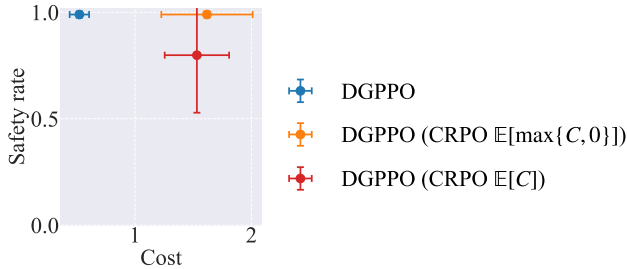 1.0
0.5
0.0
Safety rate
1
2
Cost
DGPPO
DGPPO (CRPO 𝔼[max{C, 0}])
DGPPO (CRPO 𝔼[C])